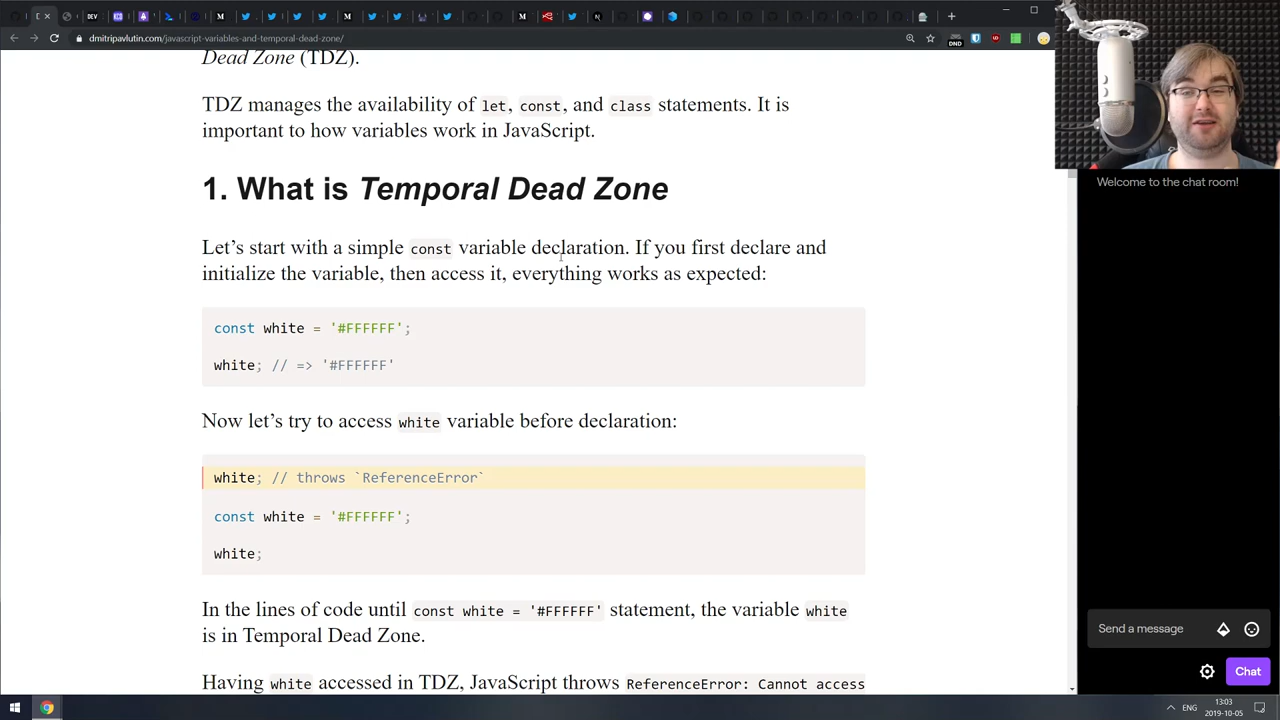 DEV
dmitripavlutin.com/javascript-variables-and-temporal-dead-zone/
DND
Dead Zone (TDZ).
TDZ manages the availability of let, const, and class statements. It is
important to how variables work in JavaScript.
1. What is Temporal Dead Zone
Let’s start with a simple const variable declaration. If you first declare and
initialize the variable, then access it, everything works as expected:
const white = '#FFFFFF';
white; // => '#FFFFFF'
Now let’s try to access white variable before declaration:
white; // throws `ReferenceError`
const white = '#FFFFFF';
white;
In the lines of code until const white = '#FFFFFF' statement, the variable white
is in Temporal Dead Zone.
Having white accessed in TDZ, JavaScript throws ReferenceError: Cannot access
Welcome to the chat room!
Send a message
Chat
ENG
13:03
2019-10-05